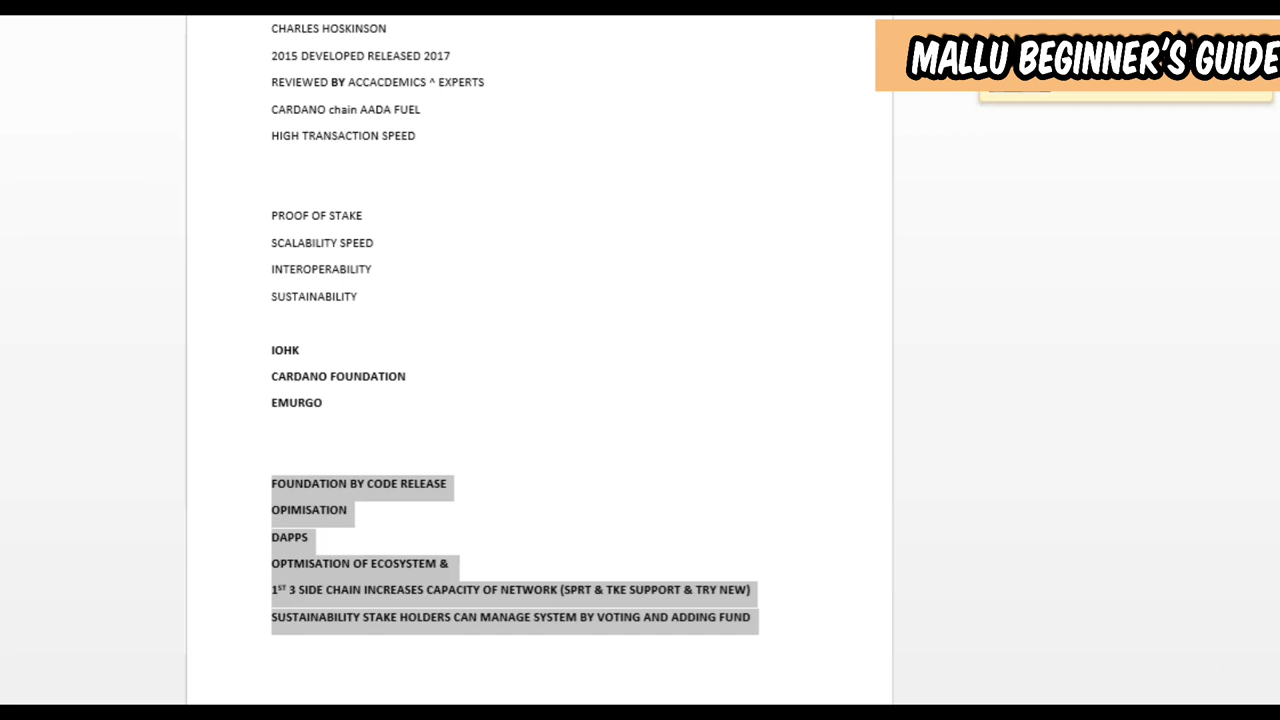 CHARLES HOSKINSON
MALLU BEGINNER'S GUIDE
2015 DEVELOPED RELEASED 2017
REVIEWED BY ACCACDEMICS ^ EXPERTS
CARDANO chain AADA FUEL
HIGH TRANSACTION SPEED
PROOF OF STAKE
SCALABILITY SPEED
INTEROPERABILITY
SUSTAINABILITY
IOHK
CARDANO FOUNDATION
EMURGO
FOUNDATION BY CODE RELEASE
OPIMISATION
DAPPS
OPTMISATION OF ECOSYSTEM &
1ST 3 SIDE CHAIN INCREASES CAPACITY OF NETWORK (SPRT & TKE SUPPORT & TRY NEW)
SUSTAINABILITY STAKE HOLDERS CAN MANAGE SYSTEM BY VOTING AND ADDING FUND